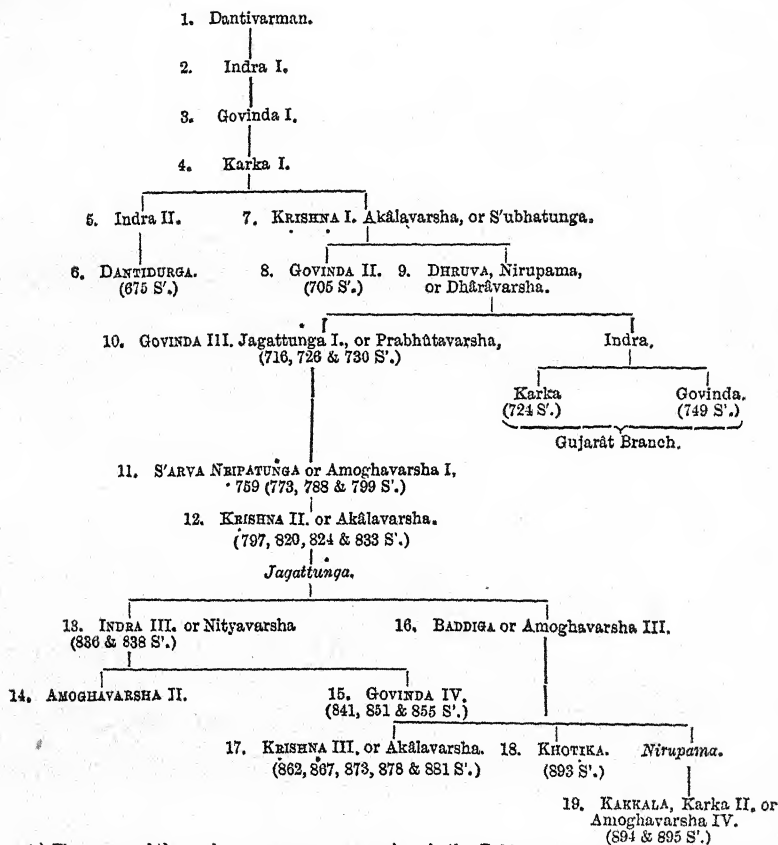 1. Dantivarman.
2. Indra I.
3. Govinda I.
4. Karka I.
5. Indra II. 7. KRISHNA I. Akâlavarsha, or S'ubhatunga.
6. DANTIDURGA. 8. GOVINDA II. 9. DHRUVA, Nirupama,
(675 S'.) (705 S'.) or Dhârâvarsha.
10. GOVINDA III. Jagattunga I., or Prabhûtavarsha, Indra,
(716, 726 & 730 S'.)
Karka Govinda.
(724 S'.) (749 S'.)
Gujarât Branch.
11. S'ARVA NRIPATUNGA or Amoghavarsha I,
759 (773, 788 & 799 S'.)
12. KRISHNA II. or Akâlavarsha.
(797, 820, 824 & 833 S'.)
Jagattunga.
13. INDRA III. or Nityavarsha 16. BADDIGA or Amoghavarsha III.
(836 & 838 S'.)
14. AMOGHAVARSHA II. 15. GOVINDA IV.
(841, 851 & 855 S'.)
17. KRISHNA III. or Akâlavarsha. 18. KHOTIKA. Nirupama.
(862, 867, 873, 878 & 881 S'.) (893 S'.)
19. KAKKALA, Karka II. or
Amoghavarsha IV.
(894 & 895 S'.)